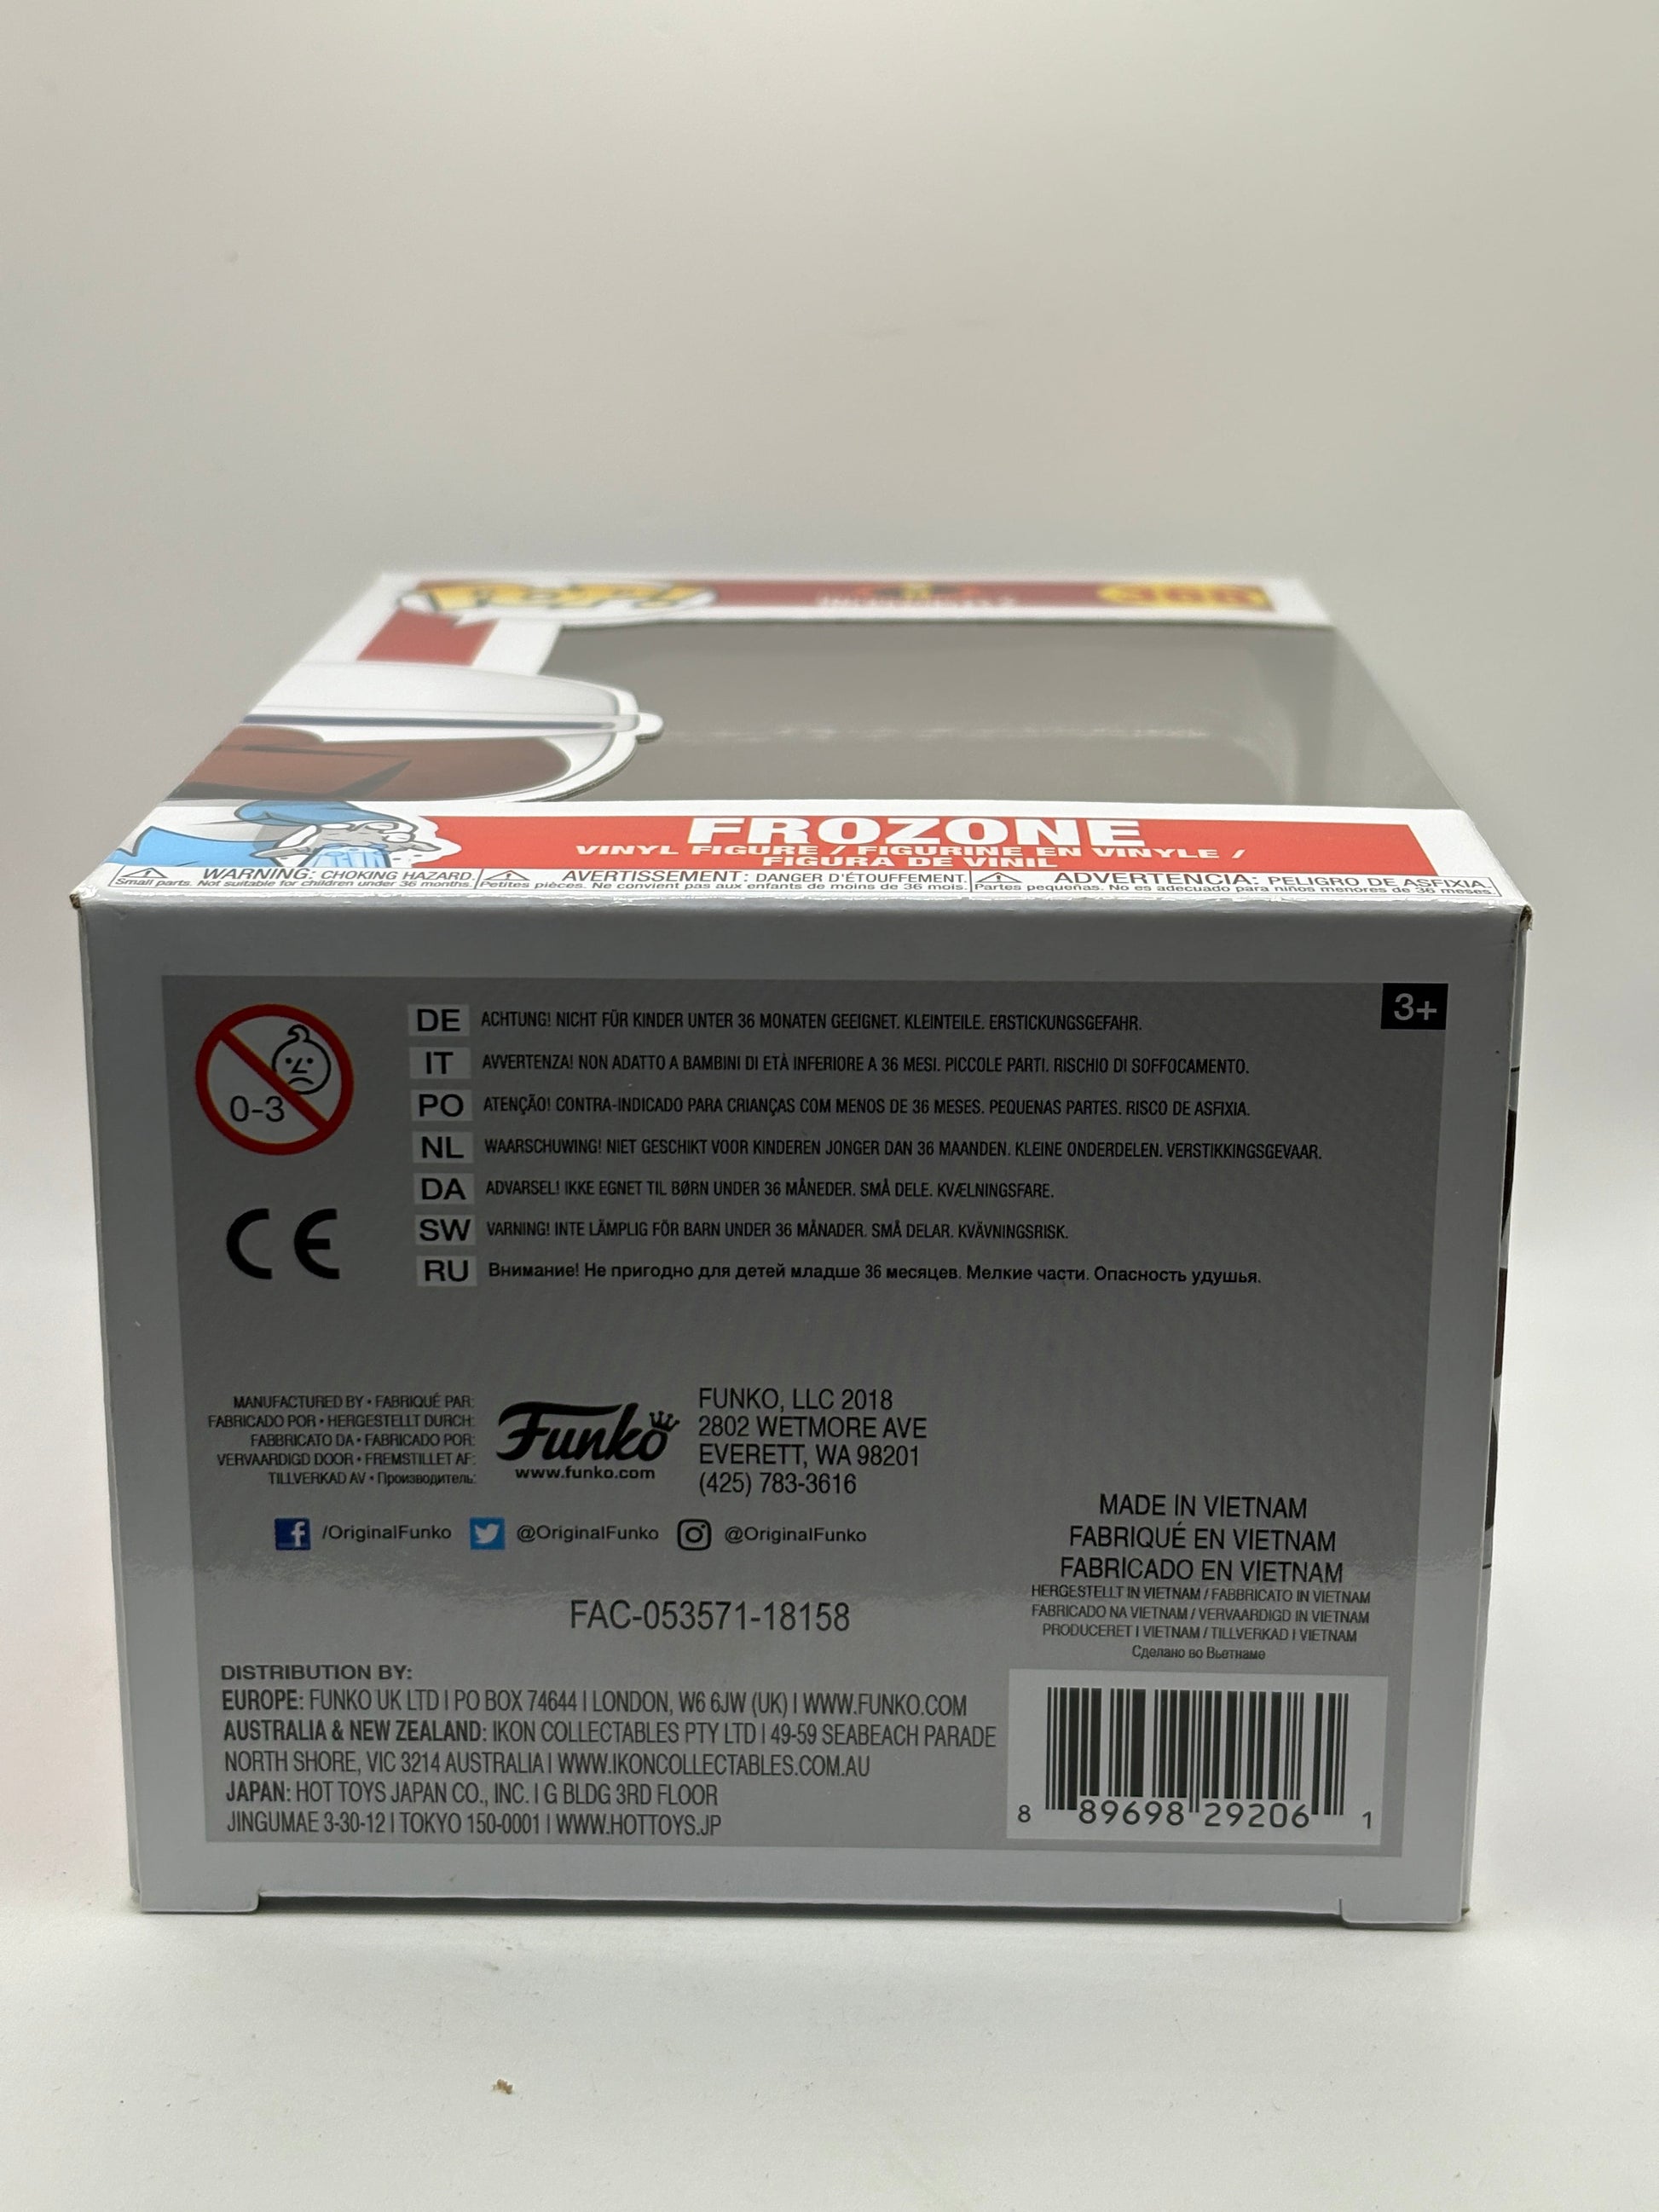 POP!
368
FROZONE
VINYL FIGURE / FIGURINE EN VINYLE /
FIGURA DE VINIL
WARNING: CHOKING HAZARD.
Small parts. Not suitable for children under 36 months.
AVERTISSEMENT: DANGER D'ÉTOUFFEMENT.
Petites pièces. Ne convient pas aux enfants de moins de 36 mois.
ADVERTENCIA: PELIGRO DE ASFIXIA.
Partes pequeñas. No es adecuado para niños menores de 36 meses.
3+
0-3
DE ACHTUNG! NICHT FÜR KINDER UNTER 36 MONATEN GEEIGNET. KLEINTEILE. ERSTICKUNGSGEFAHR.
IT AVVERTENZA! NON ADATTO A BAMBINI DI ETÀ INFERIORE A 36 MESI. PICCOLE PARTI. RISCHIO DI SOFFOCAMENTO.
PO ATENÇÃO! CONTRA-INDICADO PARA CRIANÇAS COM MENOS DE 36 MESES. PEQUENAS PARTES. RISCO DE ASFIXIA.
NL WAARSCHUWING! NIET GESCHIKT VOOR KINDEREN JONGER DAN 36 MAANDEN. KLEINE ONDERDELEN. VERSTIKKINGSGEVAAR.
DA ADVARSEL! IKKE EGNET TIL BØRN UNDER 36 MÅNEDER. SMÅ DELE. KVÆLNINGSFARE.
SW VARNING! INTE LÄMPLIG FÖR BARN UNDER 36 MÅNADER. SMÅ DELAR. KVÄVNINGSRISK.
RU Внимание! Не пригодно для детей младше 36 месяцев. Мелкие части. Опасность удушья.
CE
MANUFACTURED BY • FABRIQUÉ PAR:
FABRICADO POR • HERGESTELLT DURCH:
FABBRICATO DA • FABRICADO POR:
VERVAARDIGD DOOR • FREMSTILLET AF:
TILLVERKAD AV • Производитель:
Funko
www.funko.com
FUNKO, LLC 2018
2802 WETMORE AVE
EVERETT, WA 98201
(425) 783-3616
/OriginalFunko @OriginalFunko @OriginalFunko
FAC-053571-18158
MADE IN VIETNAM
FABRIQUÉ EN VIETNAM
FABRICADO EN VIETNAM
HERGESTELLT IN VIETNAM / FABBRICATO IN VIETNAM
FABRICADO NA VIETNAM / VERVAARDIGD IN VIETNAM
PRODUCERET I VIETNAM / TILLVERKAD I VIETNAM
Сделано во Вьетнаме
DISTRIBUTION BY:
EUROPE: FUNKO UK LTD | PO BOX 74644 | LONDON, W6 6JW (UK) | WWW.FUNKO.COM
AUSTRALIA & NEW ZEALAND: IKON COLLECTABLES PTY LTD | 49-59 SEABEACH PARADE
NORTH SHORE, VIC 3214 AUSTRALIA | WWW.IKONCOLLECTABLES.COM.AU
JAPAN: HOT TOYS JAPAN CO., INC. | G BLDG 3RD FLOOR
JINGUMAE 3-30-12 | TOKYO 150-0001 | WWW.HOTTOYS.JP
8 89698 29206 1